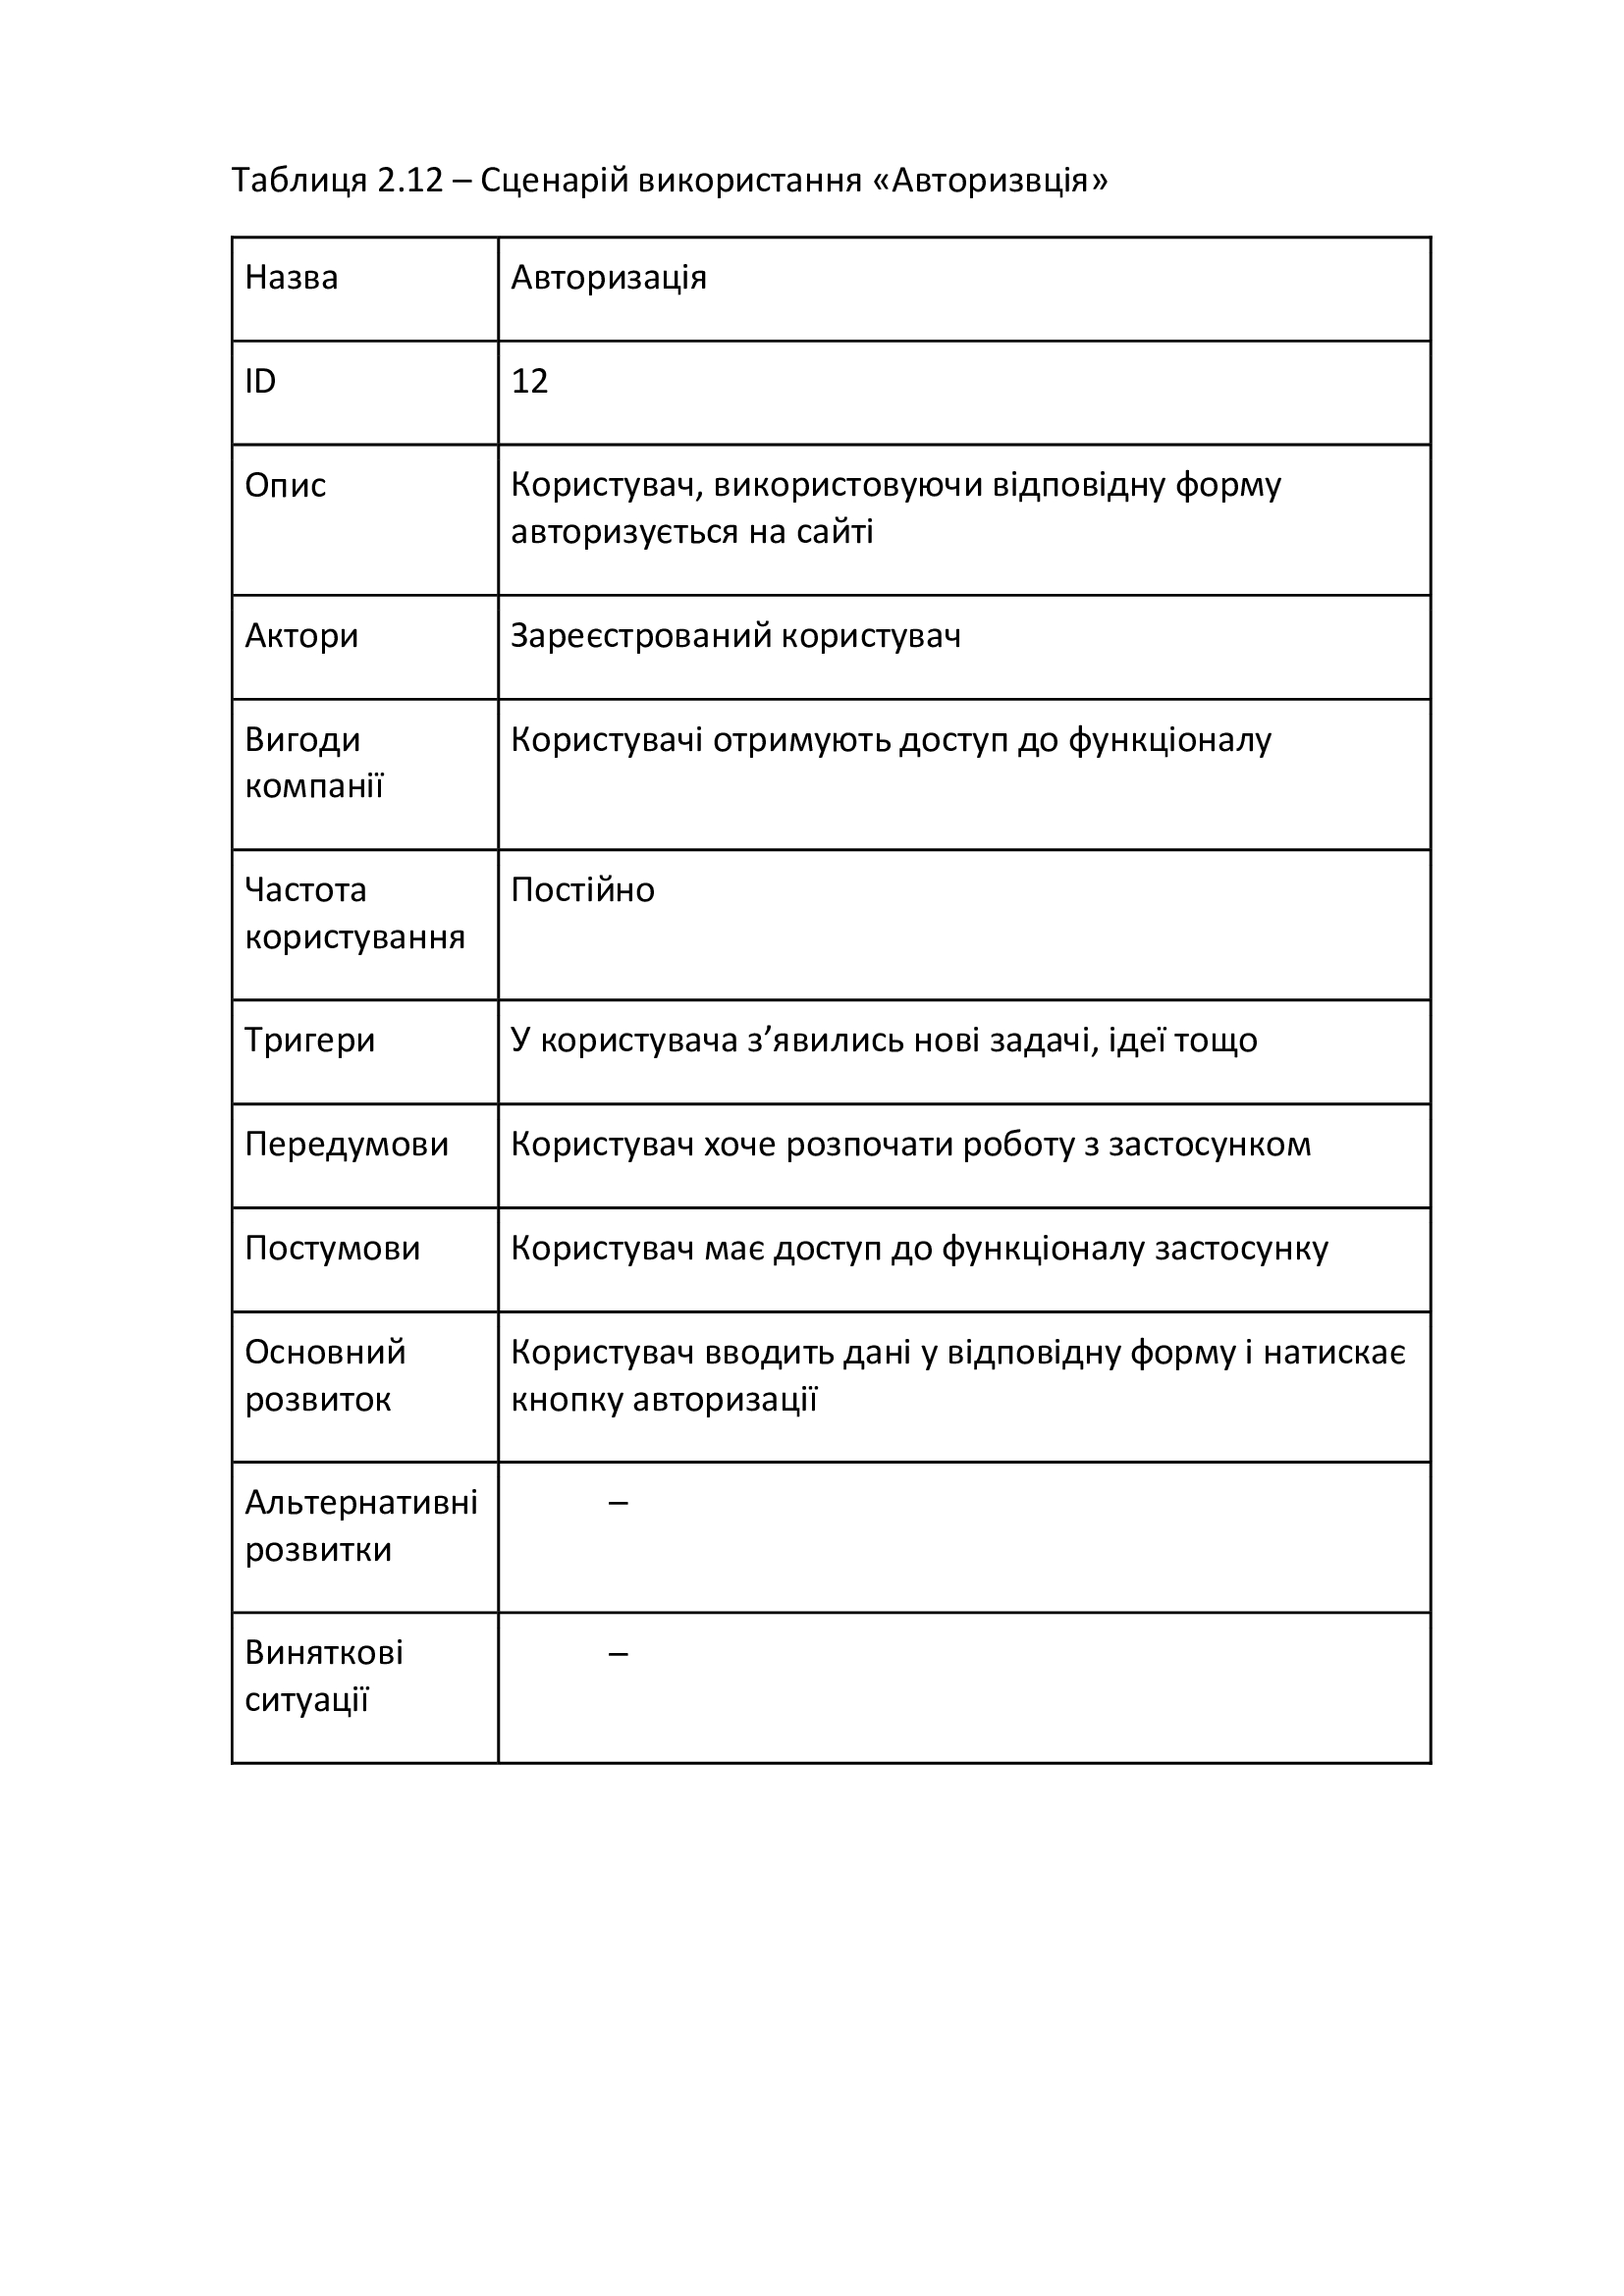 Таблиця 2.12 – Сценарій використання «Авторизвція»
Назва
Авторизація
ID
12
Опис
Користувач, використовуючи відповідну форму
авторизується на сайті
Актори
Зареєстрований користувач
Вигоди
компанії
Користувачі отримують доступ до функціоналу
Частота
користування
Постійно
Тригери
У користувача з’явились нові задачі, ідеї тощо
Передумови
Користувач хоче розпочати роботу з застосунком
Постумови
Користувач має доступ до функціоналу застосунку
Основний
розвиток
Користувач вводить дані у відповідну форму і натискає
кнопку авторизації
Альтернативні
розвитки
–
Виняткові
ситуації
–